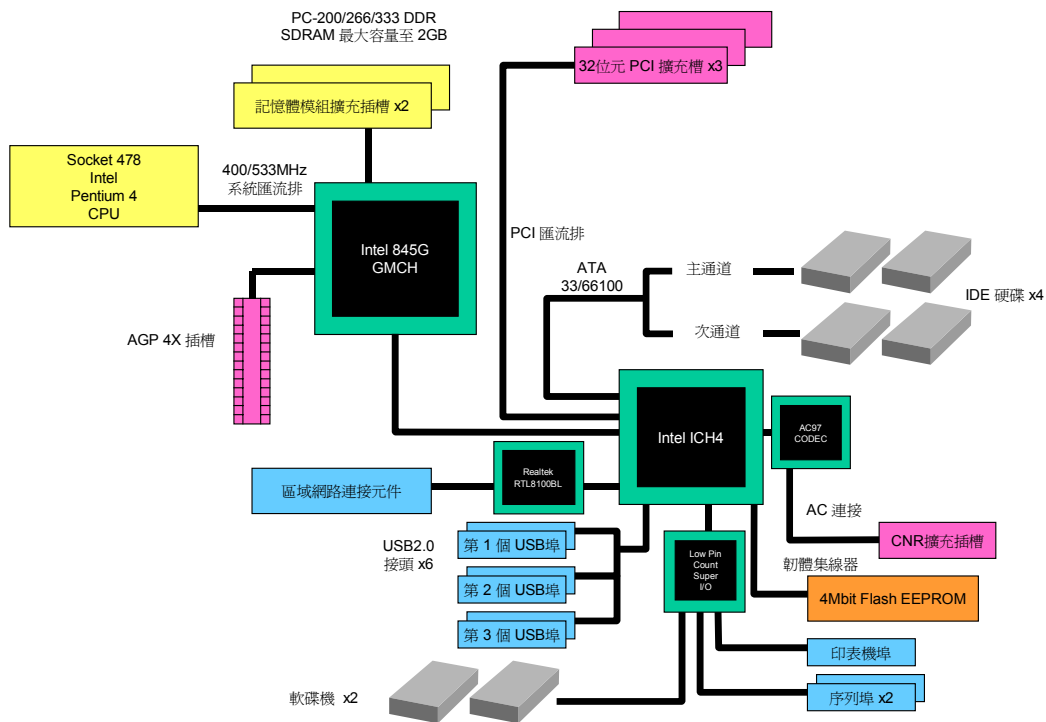 PC-200/266/333 DDR
SDRAM 最大容量至 2GB
32位元 PCI 擴充槽 x3
記憶體模組擴充插槽 x2
Socket 478
Intel
Pentium 4
CPU
400/533MHz
系統匯流排
Intel 845G
GMCH
PCI 匯流排
ATA
33/66100
主通道
次通道
IDE 硬碟 x4
AGP 4X 插槽
Intel ICH4
AC97
CODEC
Realtek
RTL8100BL
區域網路連接元件
AC 連接
CNR擴充插槽
USB2.0
接頭 x6
第 1 個 USB埠
第 2 個 USB埠
第 3 個 USB埠
Low Pin
Count
Super
I/O
韌體集線器
4Mbit Flash EEPROM
印表機埠
序列埠 x2
軟碟機 x2